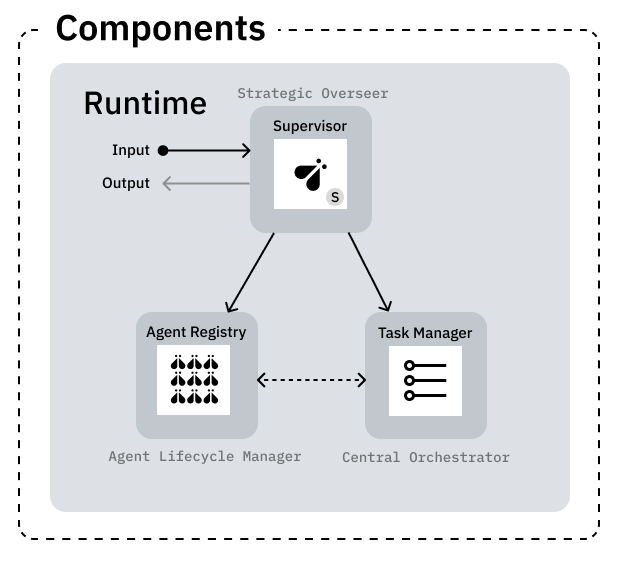 Components
Runtime
Strategic Overseer
Supervisor
Input
Output
S
Agent Registry
Task Manager
Agent Lifecycle Manager
Central Orchestrator